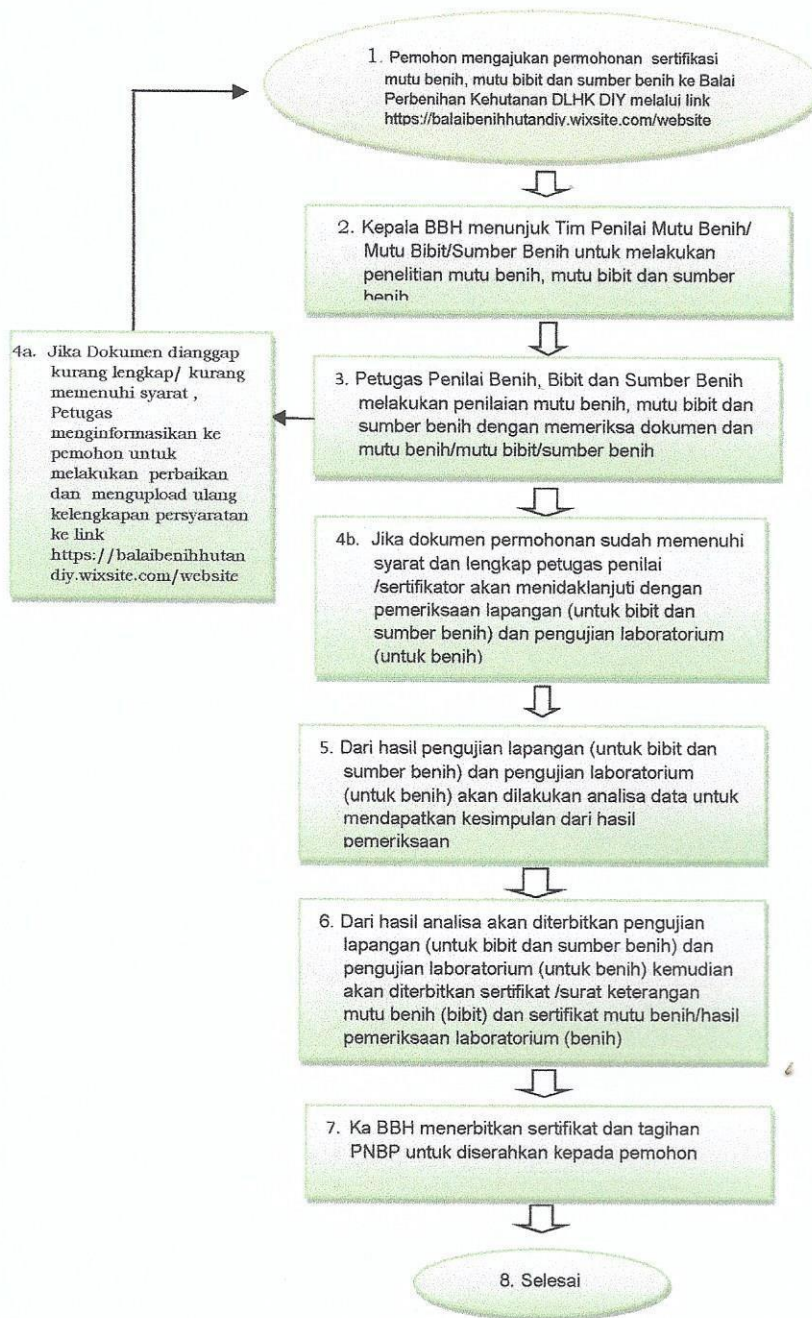 1. Pemohon mengajukan permohonan sertifikasi
mutu benih, mutu bibit dan sumber benih ke Balai
Perbenihan Kehutanan DLHK DIY melalui link
https://balaibenihhutandiy.wixsite.com/website
2. Kepala BBH menunjuk Tim Penilai Mutu Benih/
Mutu Bibit/Sumber Benih untuk melakukan
penelitian mutu benih, mutu bibit dan sumber
benih
3. Petugas Penilai Benih, Bibit dan Sumber Benih
melakukan penilaian mutu benih, mutu bibit dan
sumber benih dengan memeriksa dokumen dan
mutu benih/mutu bibit/sumber benih
4a. Jika Dokumen dianggap
kurang lengkap/ kurang
memenuhi syarat ,
Petugas
menginformasikan ke
pemohon untuk
melakukan perbaikan
dan mengupload ulang
kelengkapan persyaratan
ke link
https://balaibenihhutan
diy.wixsite.com/website
4b. Jika dokumen permohonan sudah memenuhi
syarat dan lengkap petugas penilai
/sertifikator akan menidaklanjuti dengan
pemeriksaan lapangan (untuk bibit dan
sumber benih) dan pengujian laboratorium
(untuk benih)
5. Dari hasil pengujian lapangan (untuk bibit dan
sumber benih) dan pengujian laboratorium
(untuk benih) akan dilakukan analisa data untuk
mendapatkan kesimpulan dari hasil
pemeriksaan
6. Dari hasil analisa akan diterbitkan pengujian
lapangan (untuk bibit dan sumber benih) dan
pengujian laboratorium (untuk benih) kemudian
akan diterbitkan sertifikat /surat keterangan
mutu benih (bibit) dan sertifikat mutu benih/hasil
pemeriksaan laboratorium (benih)
7. Ka BBH menerbitkan sertifikat dan tagihan
PNBP untuk diserahkan kepada pemohon
8. Selesai